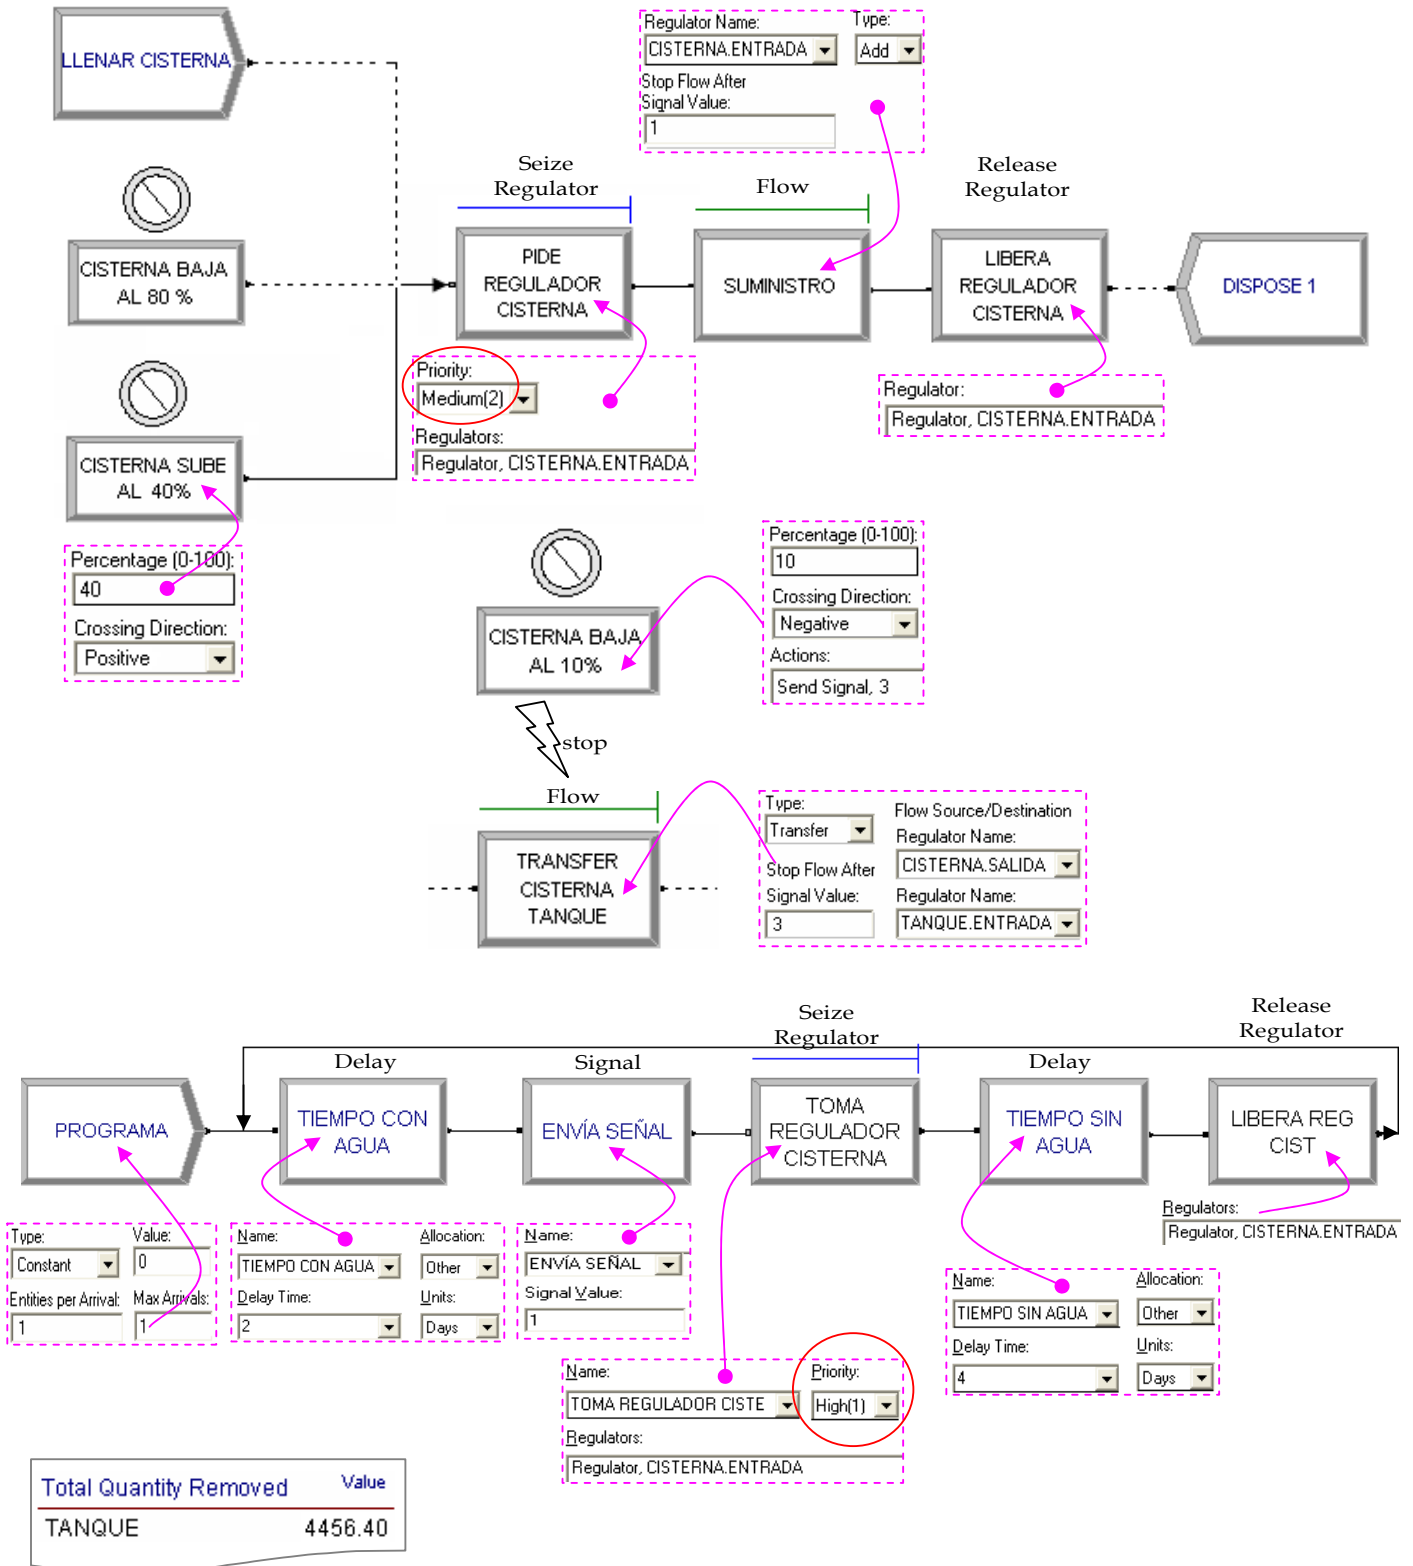 LLENAR CISTERNA
Regulator Name:
Type:
CISTERNA.ENTRADA
Add
Stop Flow After
Signal Value:
1
Seize
Regulator
Flow
Release
Regulator
CISTERNA BAJA
AL 80 %
PIDE
REGULADOR
CISTERNA
SUMINISTRO
LIBERA
REGULADOR
CISTERNA
DISPOSE 1
Priority:
Medium(2)
Regulators:
Regulator, CISTERNA.ENTRADA
Regulator:
Regulator, CISTERNA.ENTRADA
CISTERNA SUBE
AL 40%
Percentage (0-100):
40
Crossing Direction:
Positive
CISTERNA BAJA
AL 10%
Percentage (0-100):
10
Crossing Direction:
Negative
Actions:
Send Signal, 3
stop
Flow
TRANSFER
CISTERNA
TANQUE
Type:
Transfer
Stop Flow After
Signal Value:
3
Flow Source/Destination
Regulator Name:
CISTERNA.SALIDA
Regulator Name:
TANQUE.ENTRADA
Delay
Signal
Seize
Regulator
Delay
Release
Regulator
PROGRAMA
TIEMPO CON
AGUA
ENVÍA SEÑAL
TOMA
REGULADOR
CISTERNA
TIEMPO SIN
AGUA
LIBERA REG
CIST
Type:
Value:
Constant
0
Entities per Arrival:
Max Arrivals:
1
1
Name:
Allocation:
TIEMPO CON AGUA
Other
Delay Time:
Units:
2
Days
Name:
ENVÍA SEÑAL
Signal Value:
1
Regulators:
Regulator, CISTERNA.ENTRADA
Name:
Allocation:
TIEMPO SIN AGUA
Other
Delay Time:
Units:
4
Days
Name:
Priority:
TOMA REGULADOR CISTE
High(1)
Regulators:
Regulator, CISTERNA.ENTRADA
Total Quantity Removed Value
TANQUE 4456.40